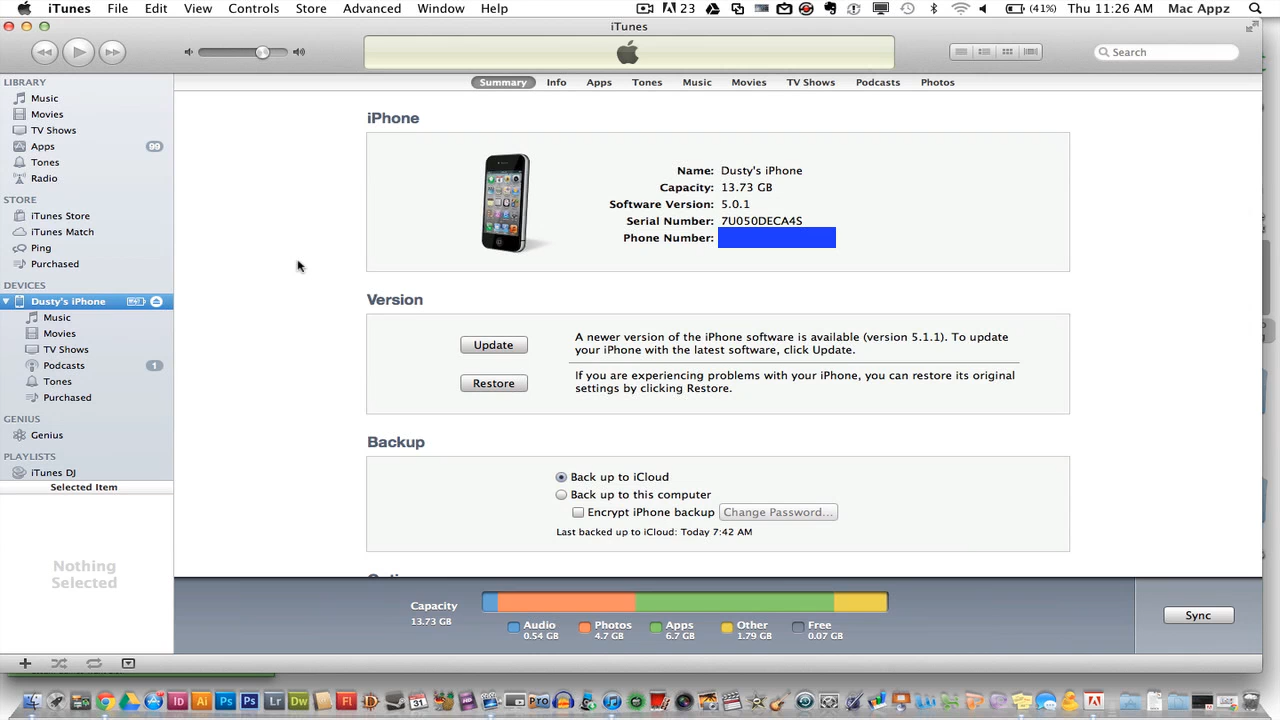 iTunes File Edit View Controls Store Advanced Window Help 23 (41%) Thu 11:26 AM Mac Appz
iTunes
Search
LIBRARY
Music
Movies
TV Shows
Apps 99
Tones
Radio
STORE
iTunes Store
iTunes Match
Ping
Purchased
DEVICES
Dusty's iPhone
Music
Movies
TV Shows
Podcasts 1
Tones
Purchased
GENIUS
Genius
PLAYLISTS
iTunes DJ
Selected Item
Nothing
Selected
Summary Info Apps Tones Music Movies TV Shows Podcasts Photos
iPhone
Name: Dusty's iPhone
Capacity: 13.73 GB
Software Version: 5.0.1
Serial Number: 7U050DECA4S
Phone Number:
Version
Update
A newer version of the iPhone software is available (version 5.1.1). To update
your iPhone with the latest software, click Update.
Restore
If you are experiencing problems with your iPhone, you can restore its original
settings by clicking Restore.
Backup
Back up to iCloud
Back up to this computer
Encrypt iPhone backup Change Password...
Last backed up to iCloud: Today 7:42 AM
Capacity
13.73 GB
Audio
0.54 GB
Photos
4.7 GB
Apps
6.7 GB
Other
1.79 GB
Free
0.07 GB
Sync
Id Ai Ps Ps Lr Dw Fl PRO